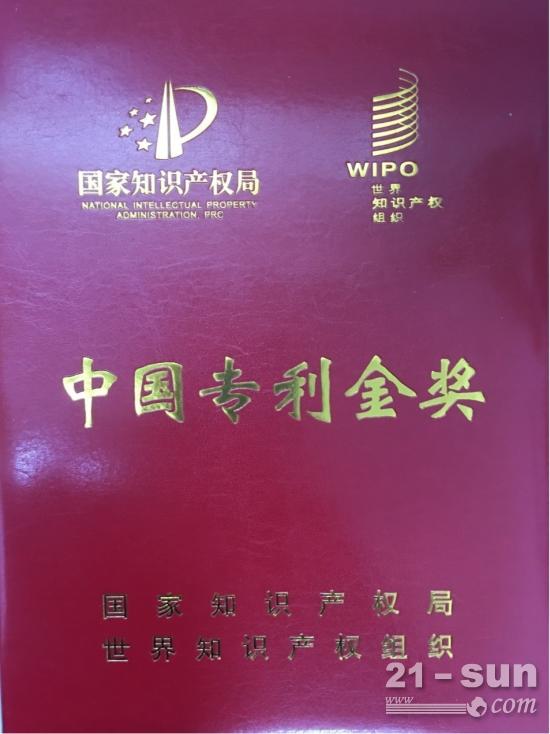 国家知识产权局
NATIONAL INTELLECTUAL PROPERTY
ADMINISTRATION, PRC
WIPO
世界
知识产权
组织
中国专利金奖
国家知识产权局
世界知识产权组织
21-sun
www.com